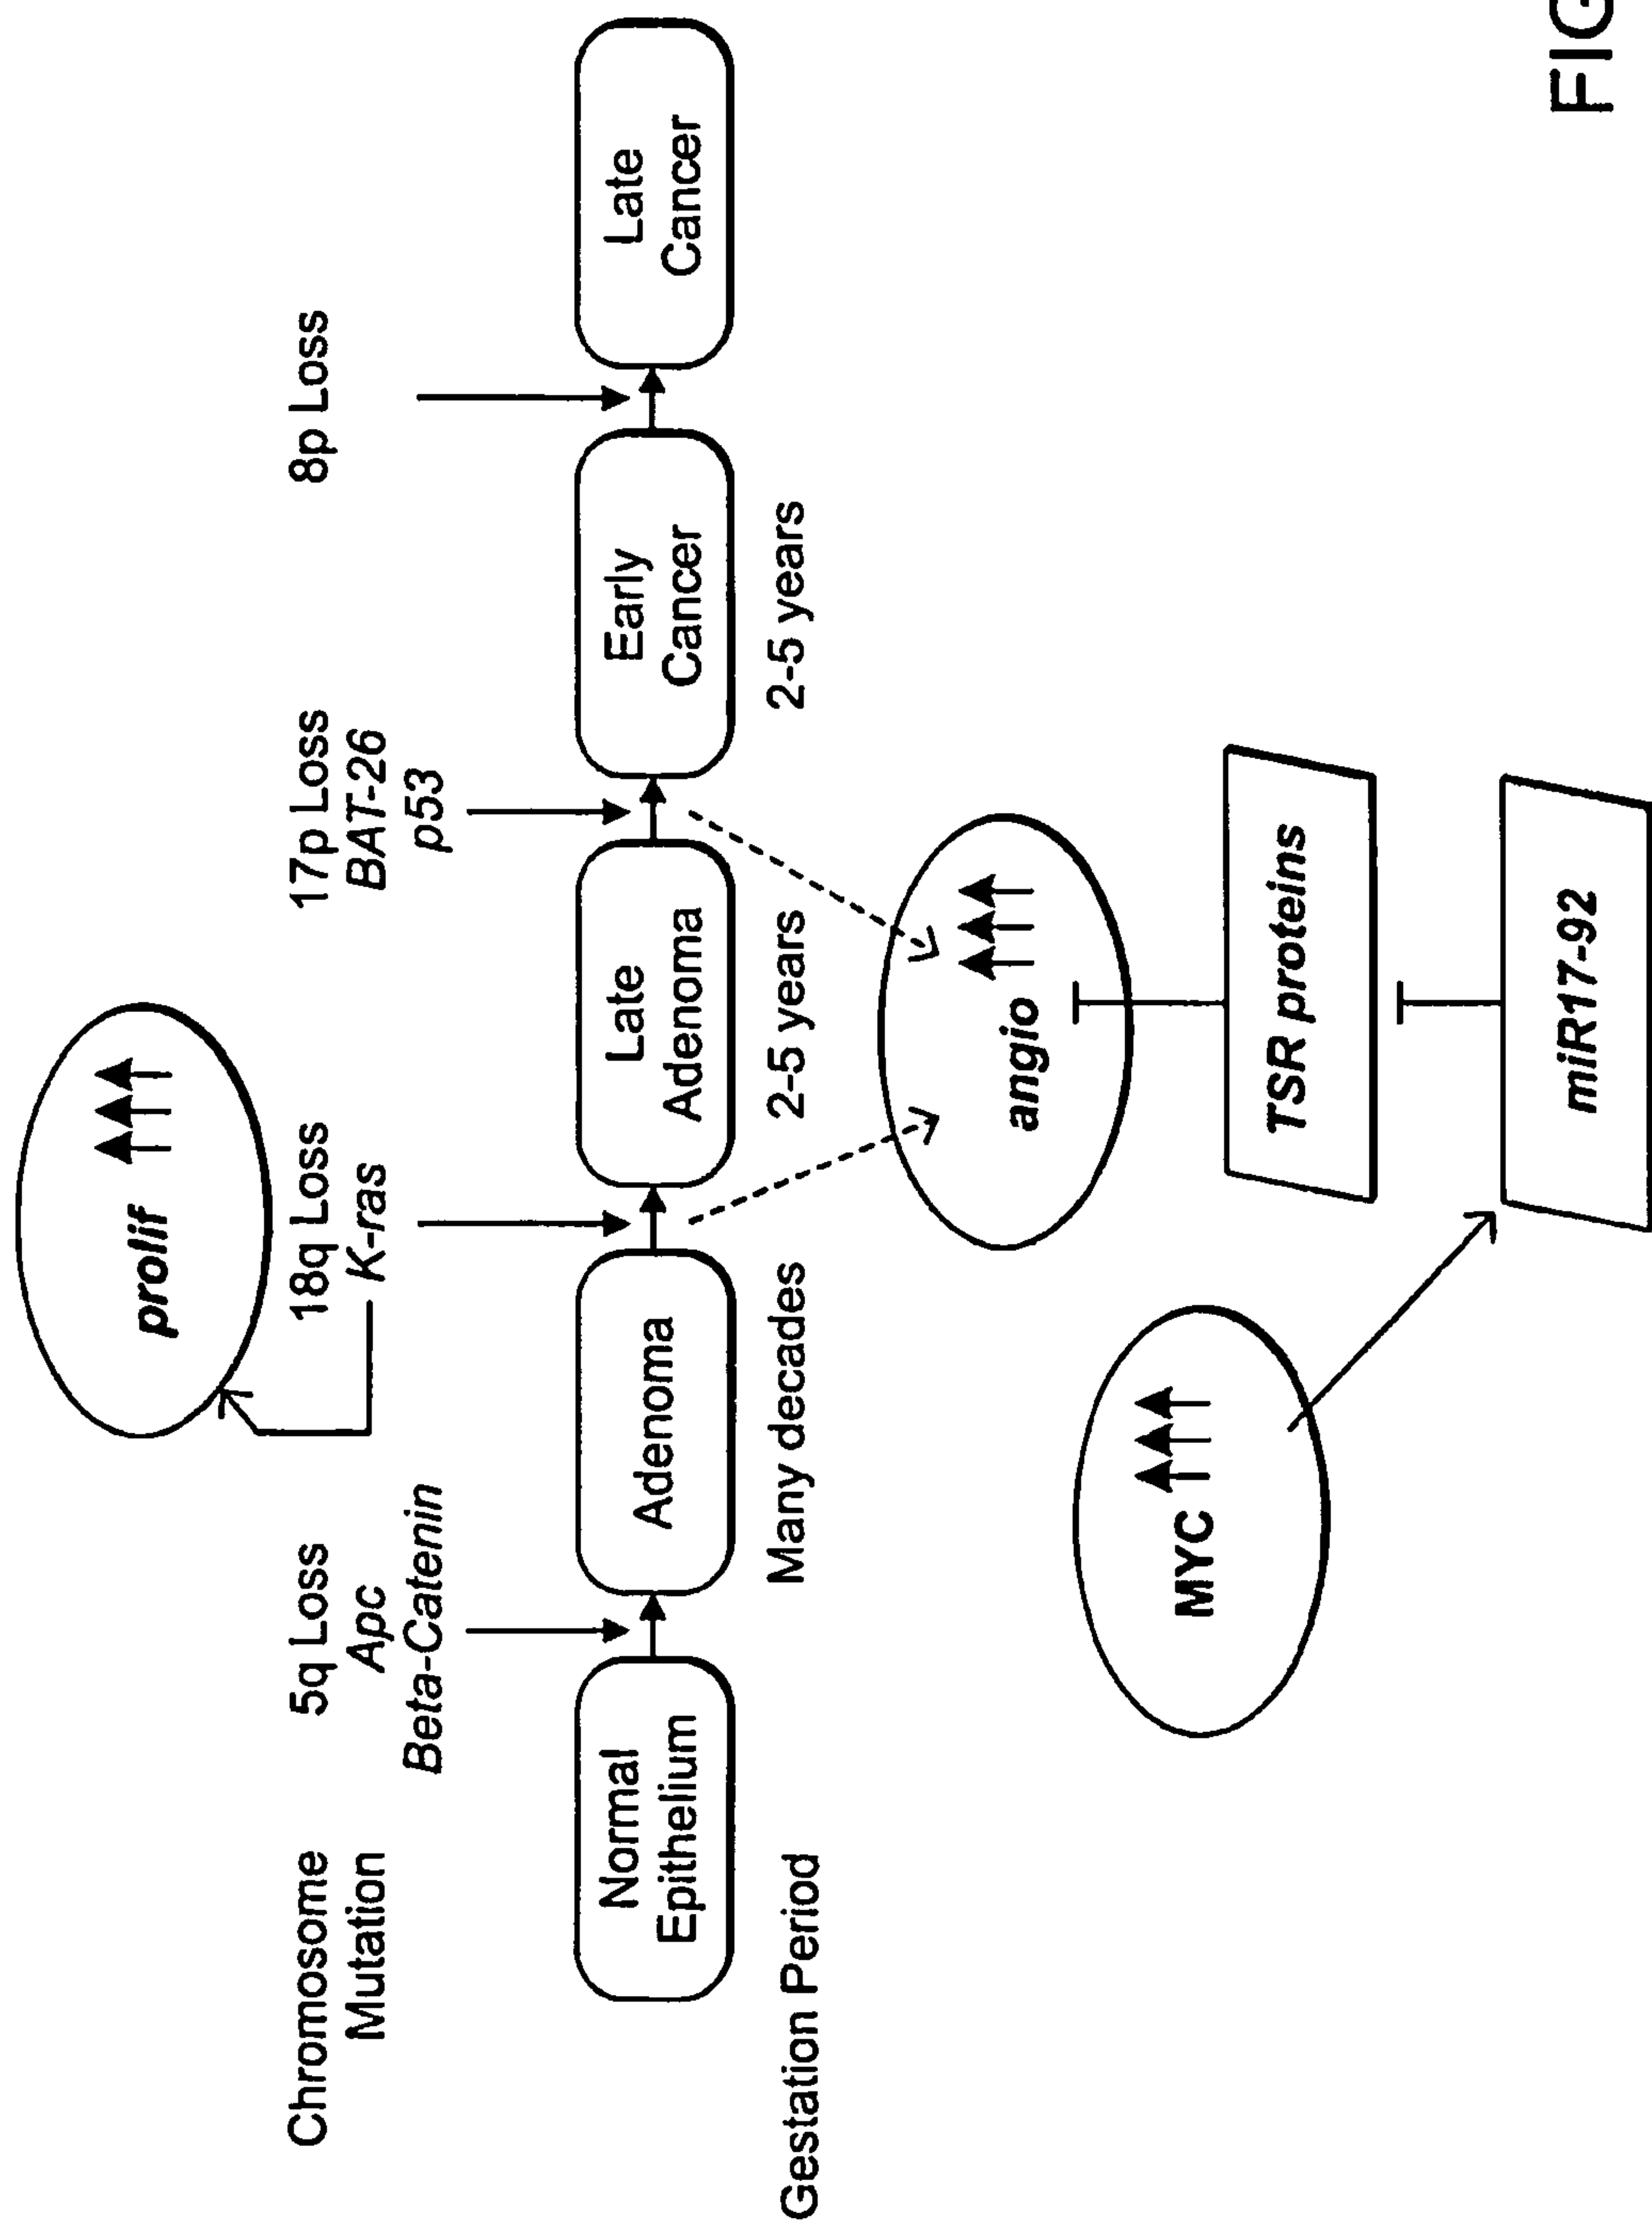 prolif
Chromosome
Mutation
5q Loss
Apc
Beta-Catenin
18q Loss
K-ras
17p Loss
BAT-26
p53
8p Loss
Normal
Epithelium
Adenoma
Late
Adenoma
Early
Cancer
Late
Cancer
Gestation Period
Many decades
2-5 years
2-5 years
angio
MYC
TSR proteins
miR17-92
FIG